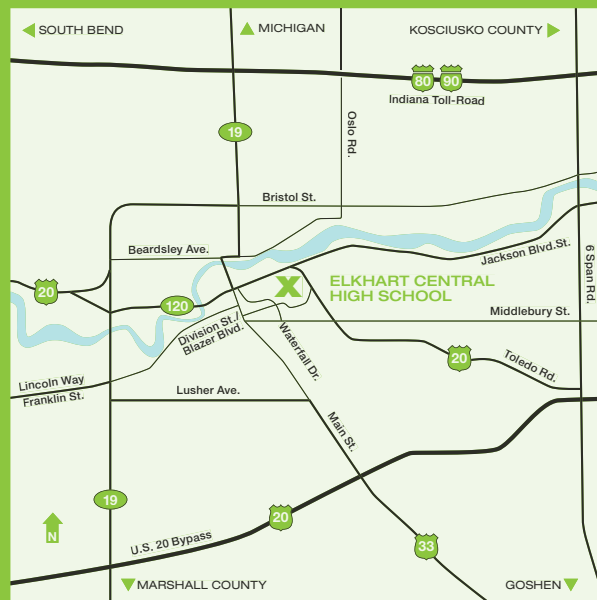 SOUTH BEND
MICHIGAN
KOSCIUSKO COUNTY
80
90
Indiana Toll-Road
Oslo Rd.
19
Bristol St.
Beardsley Ave.
Jackson Blvd.St.
6 Span Rd.
20
120
ELKHART CENTRAL
HIGH SCHOOL
X
Middlebury St.
Division St./
Blazer Blvd.
Waterfall Dr.
20
Toledo Rd.
Lincoln Way
Franklin St.
Lusher Ave.
Main St.
19
20
N
U.S. 20 Bypass
33
MARSHALL COUNTY
GOSHEN